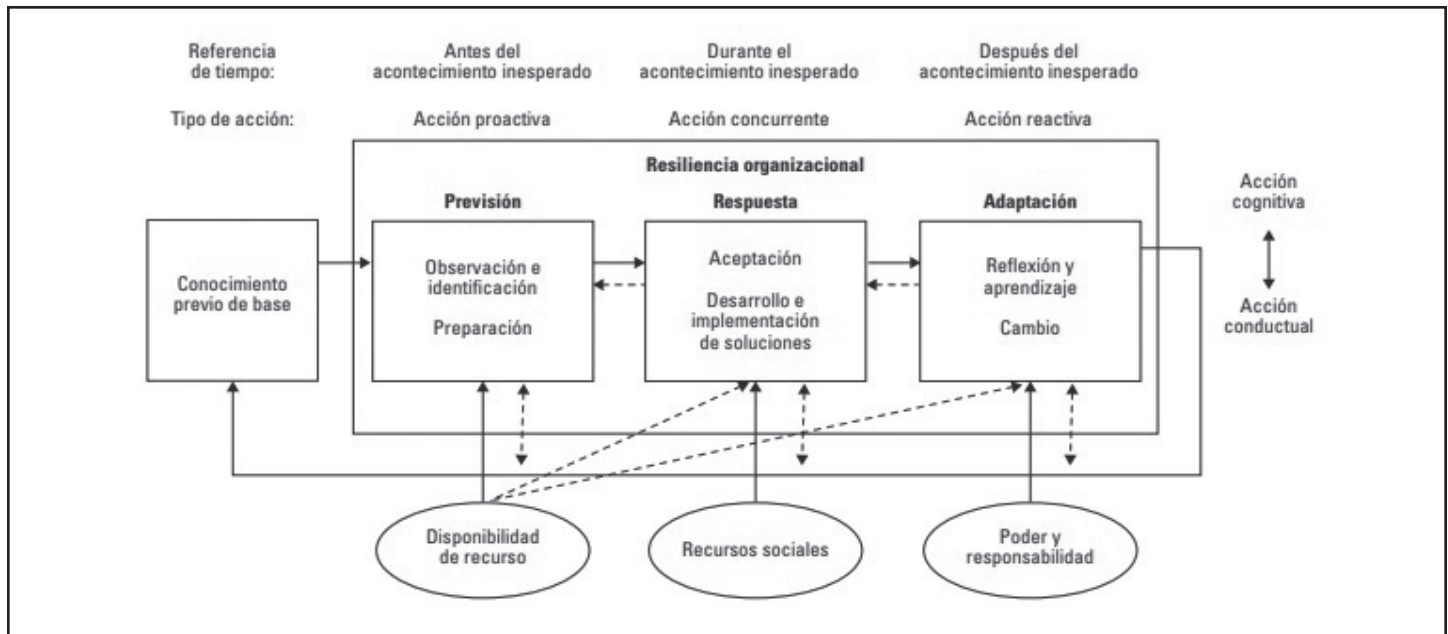 Referencia
de tiempo:
Antes del
acontecimiento inesperado
Durante el
acontecimiento inesperado
Después del
acontecimiento inesperado
Tipo de acción:
Acción proactiva
Acción concurrente
Acción reactiva
Resiliencia organizacional
Previsión
Respuesta
Adaptación
Conocimiento
previo de base
Observación e
identificación
Preparación
Aceptación
Desarrollo e
implementación
de soluciones
Reflexión y
aprendizaje
Cambio
Acción
cognitiva
Acción
conductual
Disponibilidad
de recurso
Recursos sociales
Poder y
responsabilidad